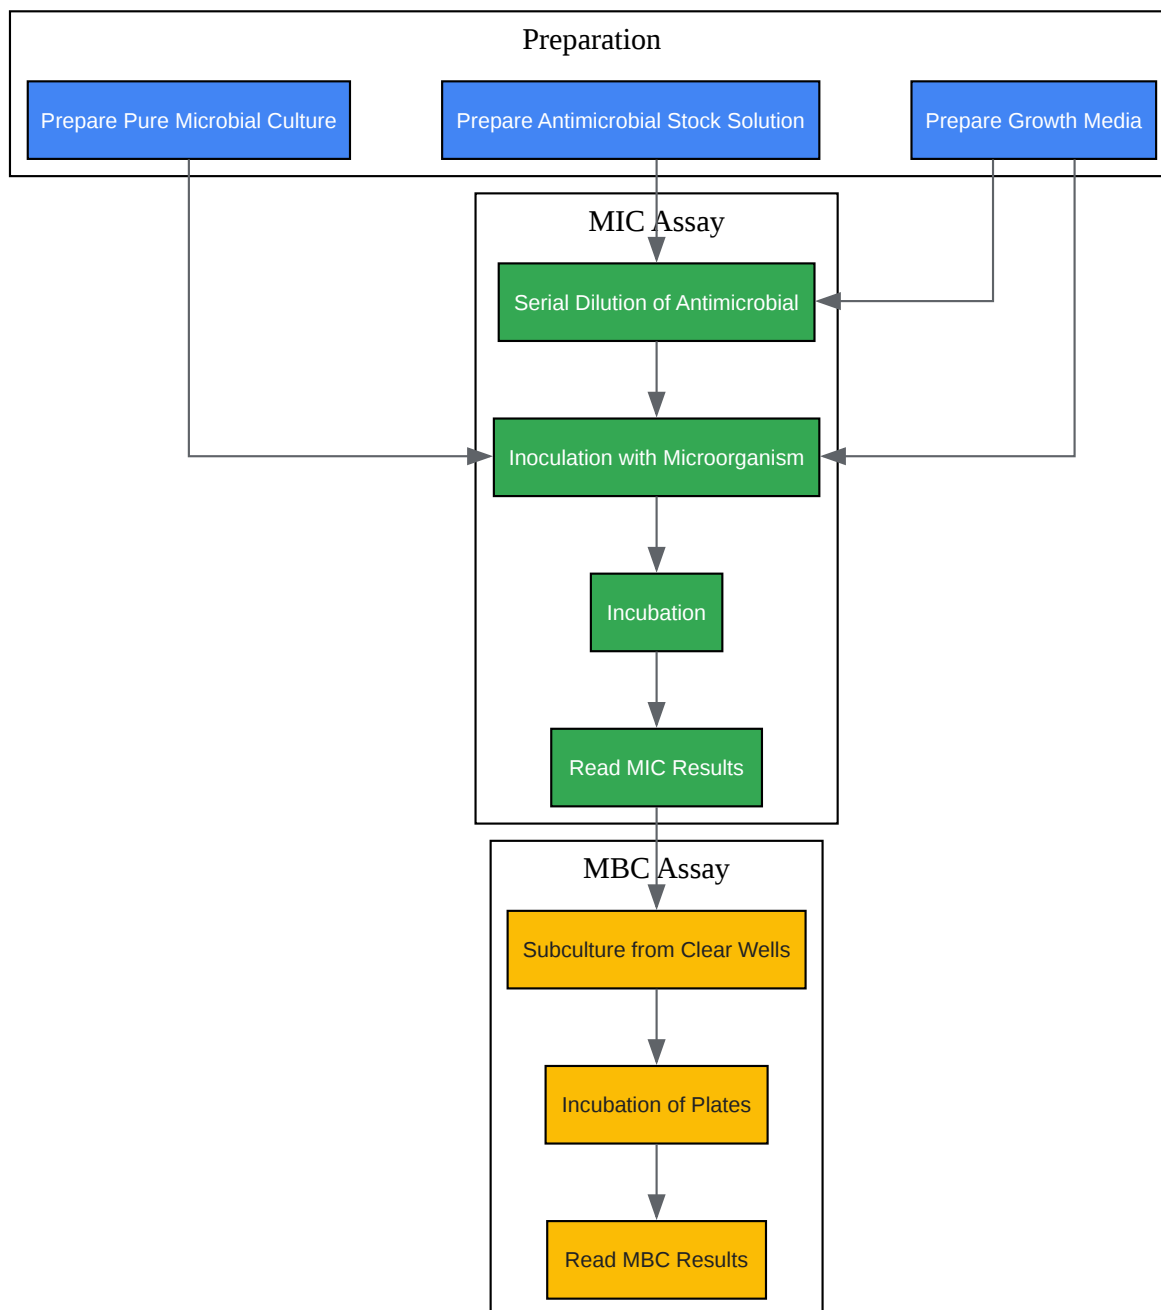 Preparation
Prepare Pure Microbial Culture
Prepare Antimicrobial Stock Solution
Prepare Growth Media
MIC Assay
Serial Dilution of Antimicrobial
Inoculation with Microorganism
Incubation
Read MIC Results
MBC Assay
Subculture from Clear Wells
Incubation of Plates
Read MBC Results